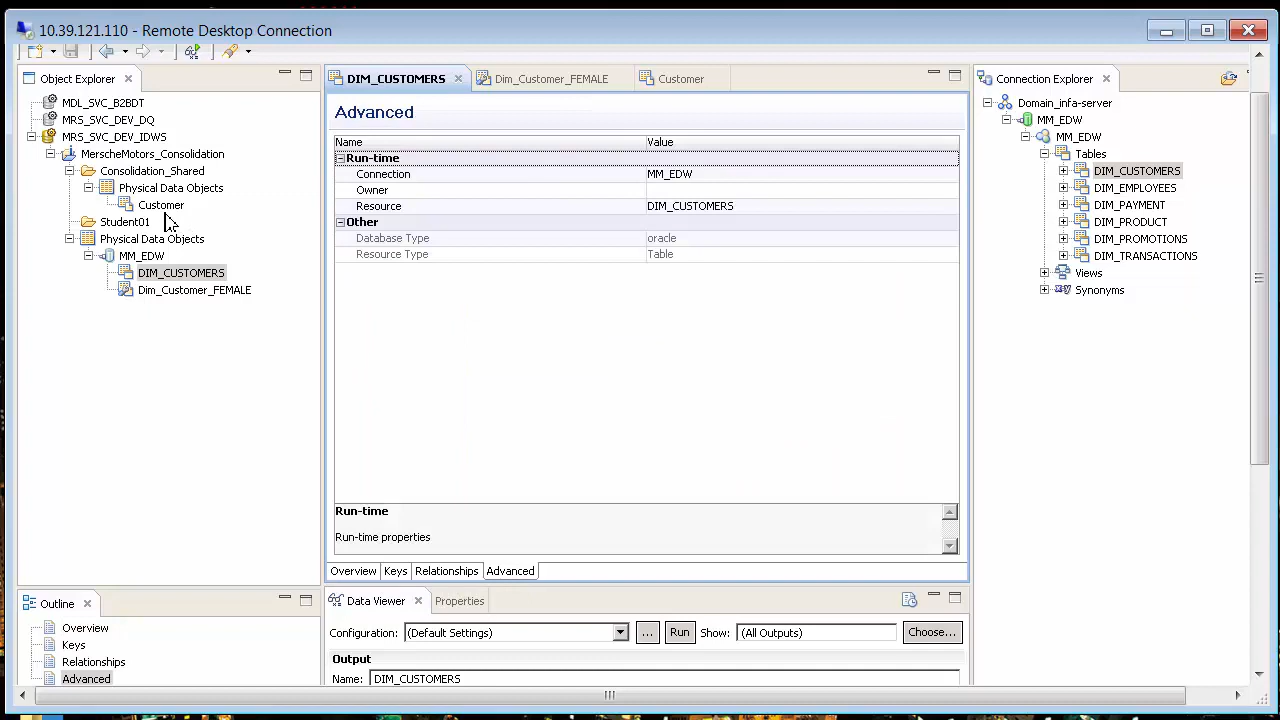 10.39.121.110 - Remote Desktop Connection
Object Explorer
MDL_SVC_B2BDT
MRS_SVC_DEV_DQ
MRS_SVC_DEV_IDWS
MerscheMotors_Consolidation
Consolidation_Shared
Physical Data Objects
Customer
Student01
Physical Data Objects
MM_EDW
DIM_CUSTOMERS
Dim_Customer_FEMALE
Outline
Overview
Keys
Relationships
Advanced
DIM_CUSTOMERS
Dim_Customer_FEMALE
Customer
Advanced
Name Value
Run-time
Connection MM_EDW
Owner
Resource DIM_CUSTOMERS
Other
Database Type oracle
Resource Type Table
Run-time
Run-time properties
Overview Keys Relationships Advanced
Data Viewer Properties
Configuration: (Default Settings) ... Run Show: (All Outputs) Choose...
Output
Name: DIM_CUSTOMERS
Connection Explorer
Domain_infa-server
MM_EDW
MM_EDW
Tables
DIM_CUSTOMERS
DIM_EMPLOYEES
DIM_PAYMENT
DIM_PRODUCT
DIM_PROMOTIONS
DIM_TRANSACTIONS
Views
Synonyms